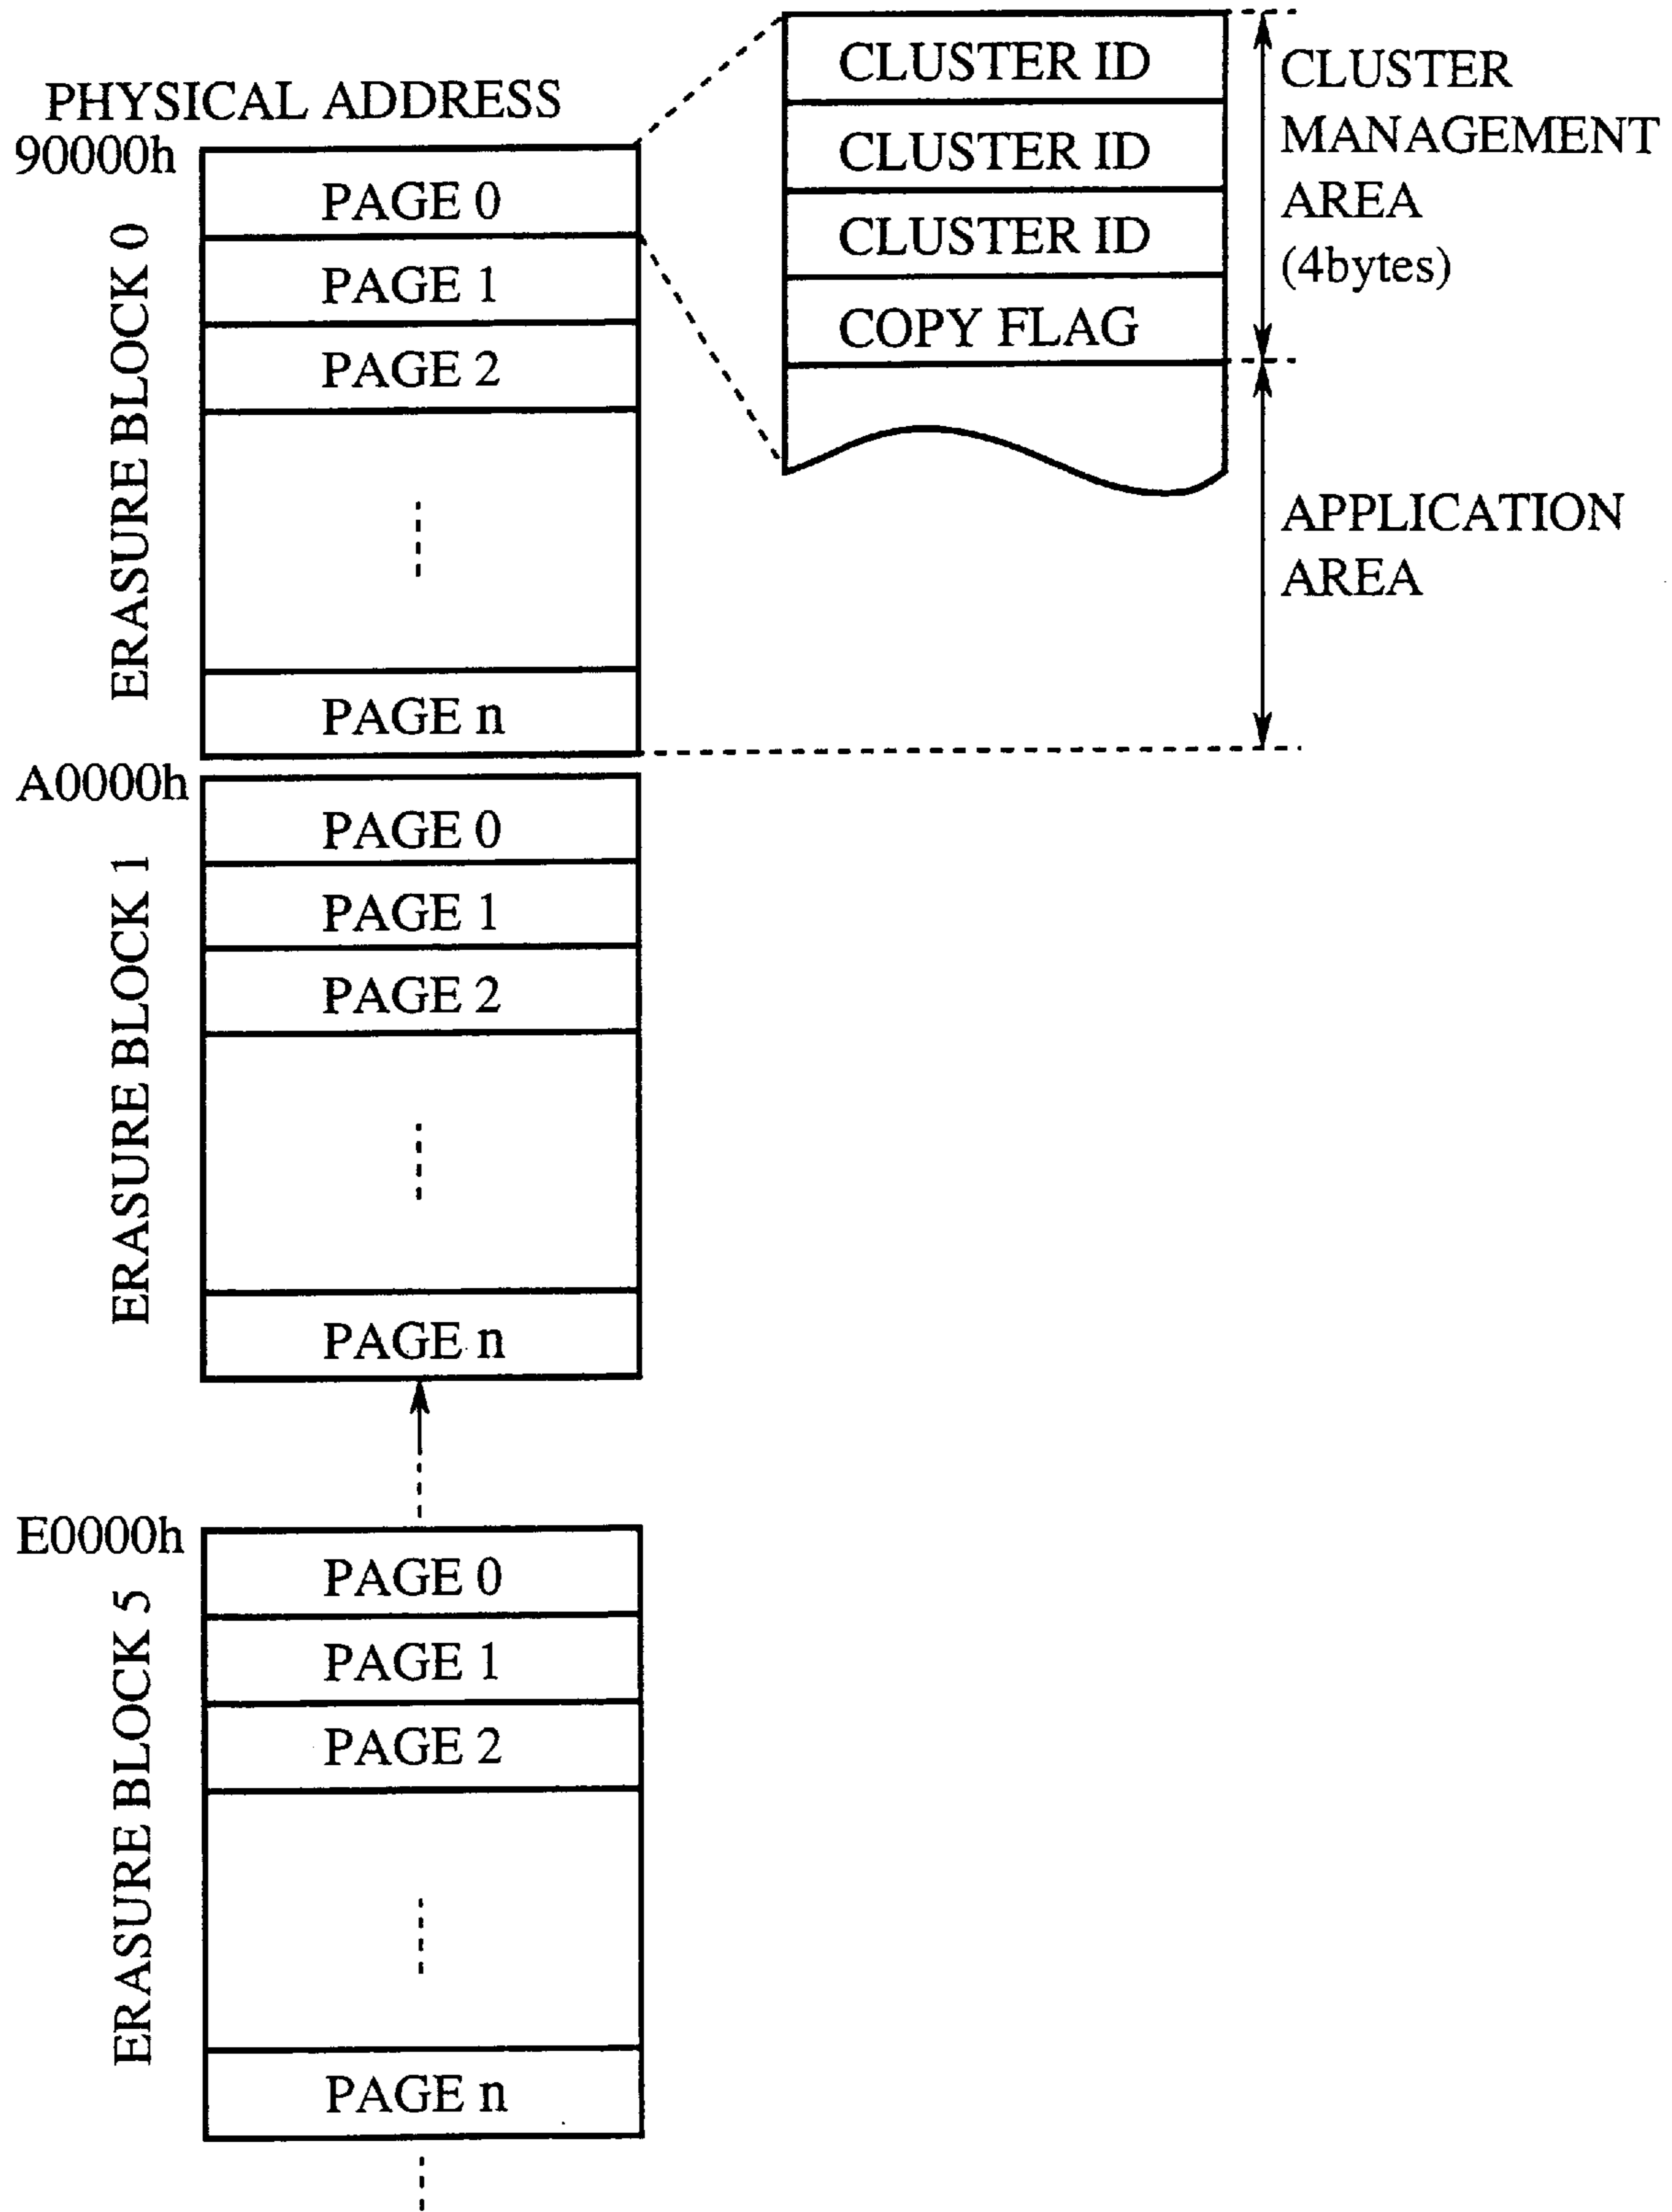 PHYSICAL ADDRESS
90000h
ERASURE BLOCK 0
PAGE 0
PAGE 1
PAGE 2
PAGE n
CLUSTER ID
CLUSTER ID
CLUSTER ID
COPY FLAG
CLUSTER
MANAGEMENT
AREA
(4bytes)
APPLICATION
AREA
A0000h
ERASURE BLOCK 1
PAGE 0
PAGE 1
PAGE 2
PAGE n
E0000h
ERASURE BLOCK 5
PAGE 0
PAGE 1
PAGE 2
PAGE n